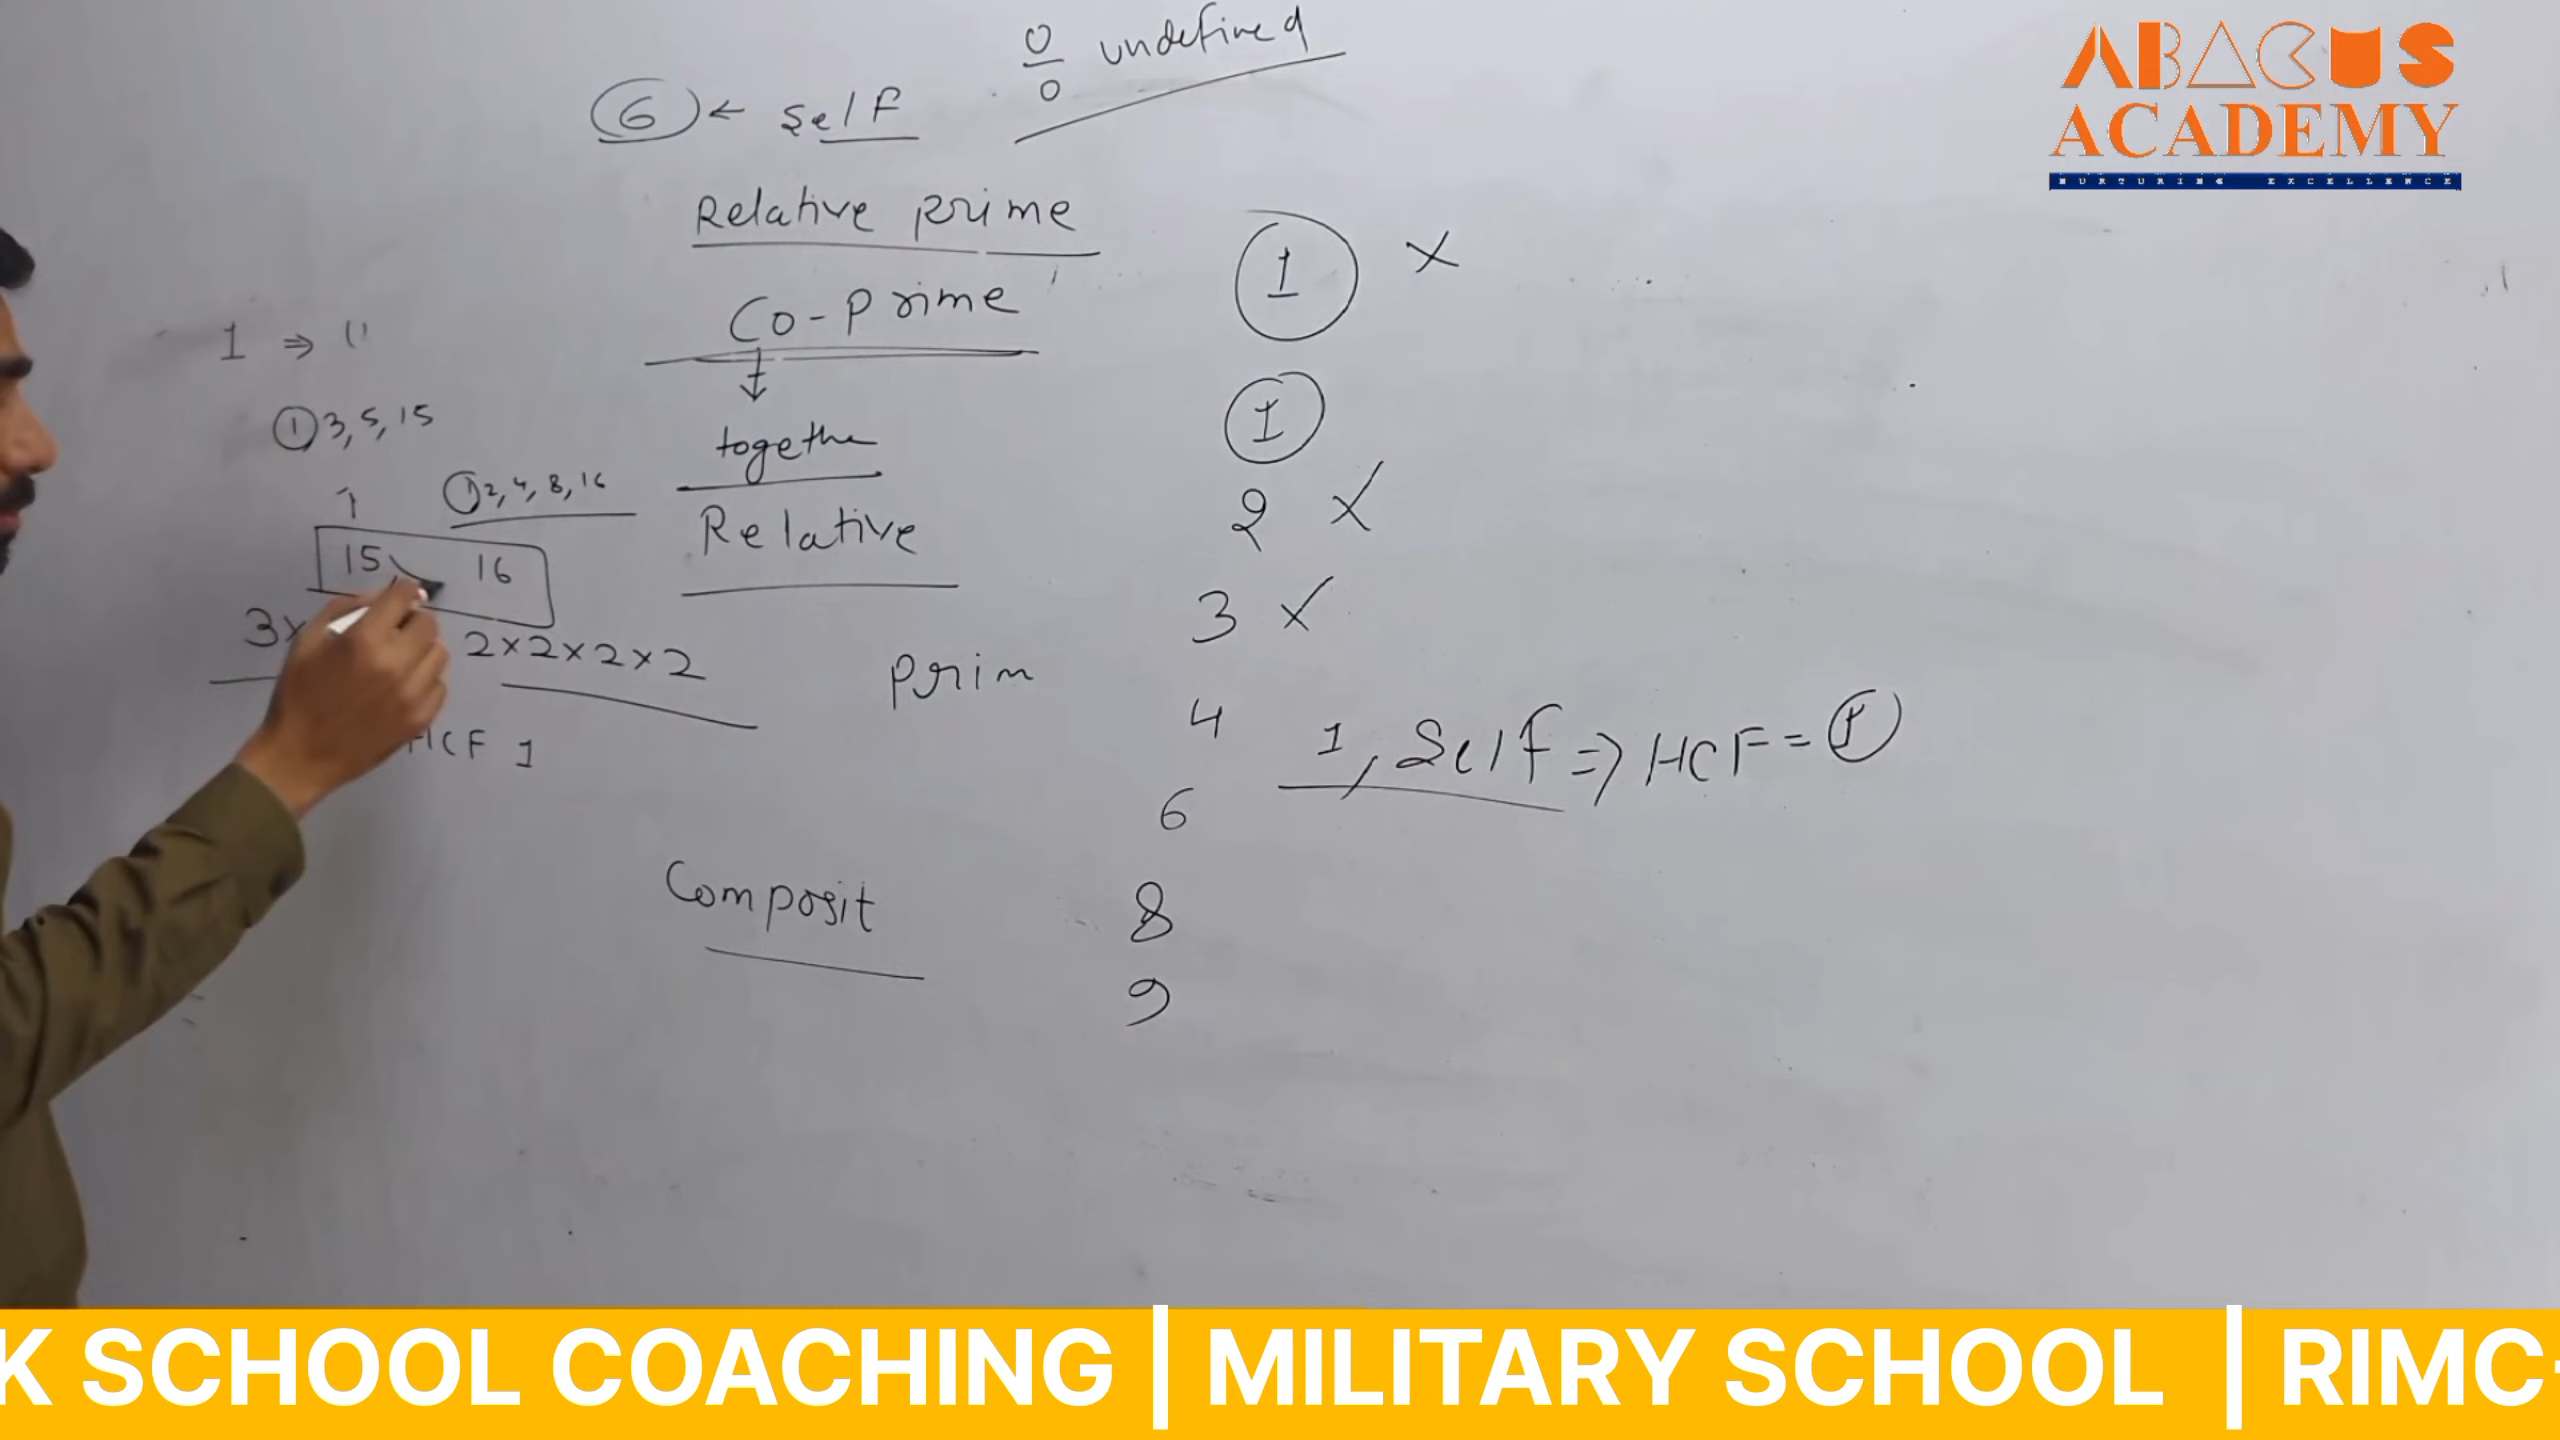 0/0 undefined
6 ← self
Relative prime
Co-prime
together
Relative
1 ⇒
1 3, 5, 15
1 2, 4, 8, 16
15, 16
3×
2×2×2×2
HCF 1
Prim
Composit
1 ×
1
2 ×
3 ×
4
1, Self ⇒ HCF = 1
6
8
9
ABACUS
ACADEMY
NURTURING EXCELLENCE
K SCHOOL COACHING | MILITARY SCHOOL | RIMC-